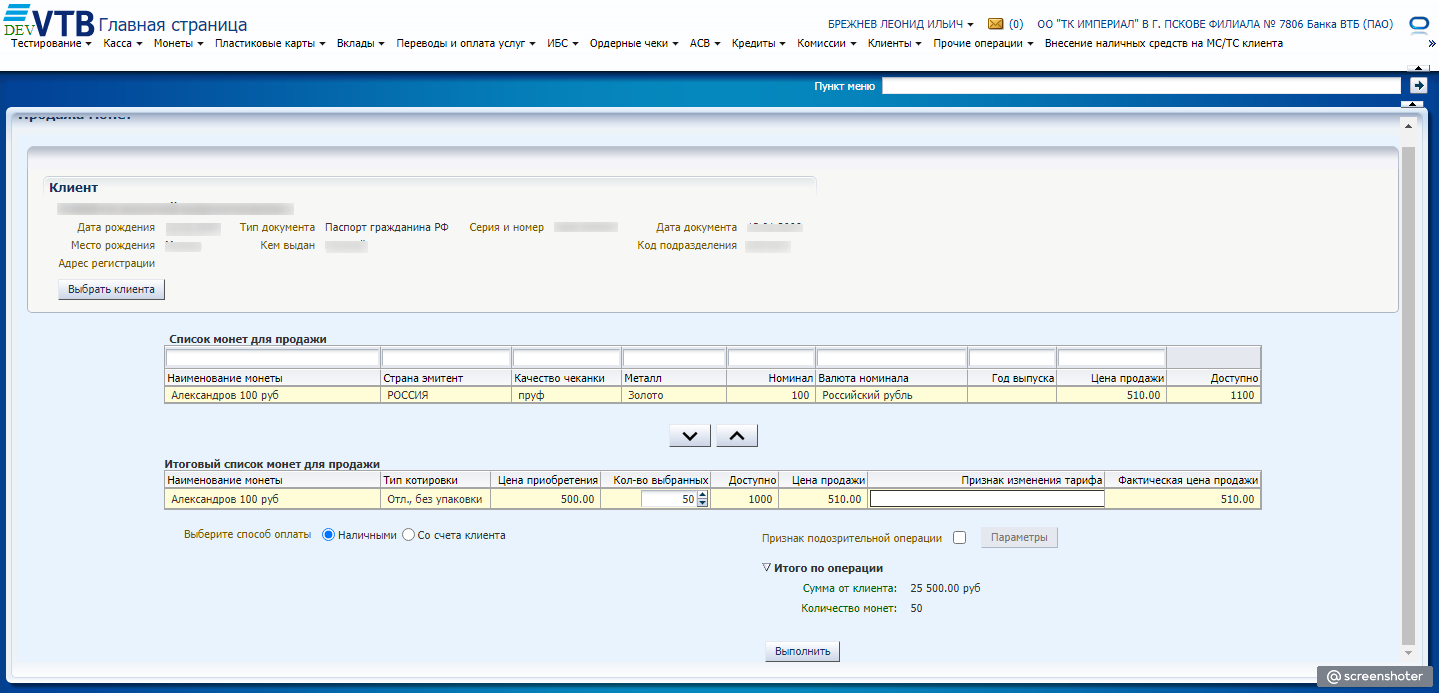 DEV VTB Главная страница
БРЕЖНЕВ ЛЕОНИД ИЛЬИЧ (0) ОО "ТК ИМПЕРИАЛ" В Г. ПСКОВЕ ФИЛИАЛА № 7806 Банка ВТБ (ПАО)
Тестирование Касса Монеты Пластиковые карты Вклады Переводы и оплата услуг ИБС Ордерные чеки АСВ Кредиты Комиссии Клиенты Прочие операции Внесение наличных средств на МС/ТС клиента »
Пункт меню
Продажа монет
Клиент
Дата рождения Тип документа Паспорт гражданина РФ Серия и номер Дата документа
Место рождения Кем выдан Код подразделения
Адрес регистрации
Выбрать клиента
Список монет для продажи
Наименование монеты Страна эмитент Качество чеканки Металл Номинал Валюта номинала Год выпуска Цена продажи Доступно
Александров 100 руб РОССИЯ пруф Золото 100 Российский рубль 510.00 1100
Итоговый список монет для продажи
Наименование монеты Тип котировки Цена приобретения Кол-во выбранных Доступно Цена продажи Признак изменения тарифа Фактическая цена продажи
Александров 100 руб Отл., без упаковки 500.00 50 1000 510.00 510.00
Выберите способ оплаты Наличными Со счета клиента
Признак подозрительной операции Параметры
Итого по операции
Сумма от клиента: 25 500.00 руб
Количество монет: 50
Выполнить
@ screenshoter